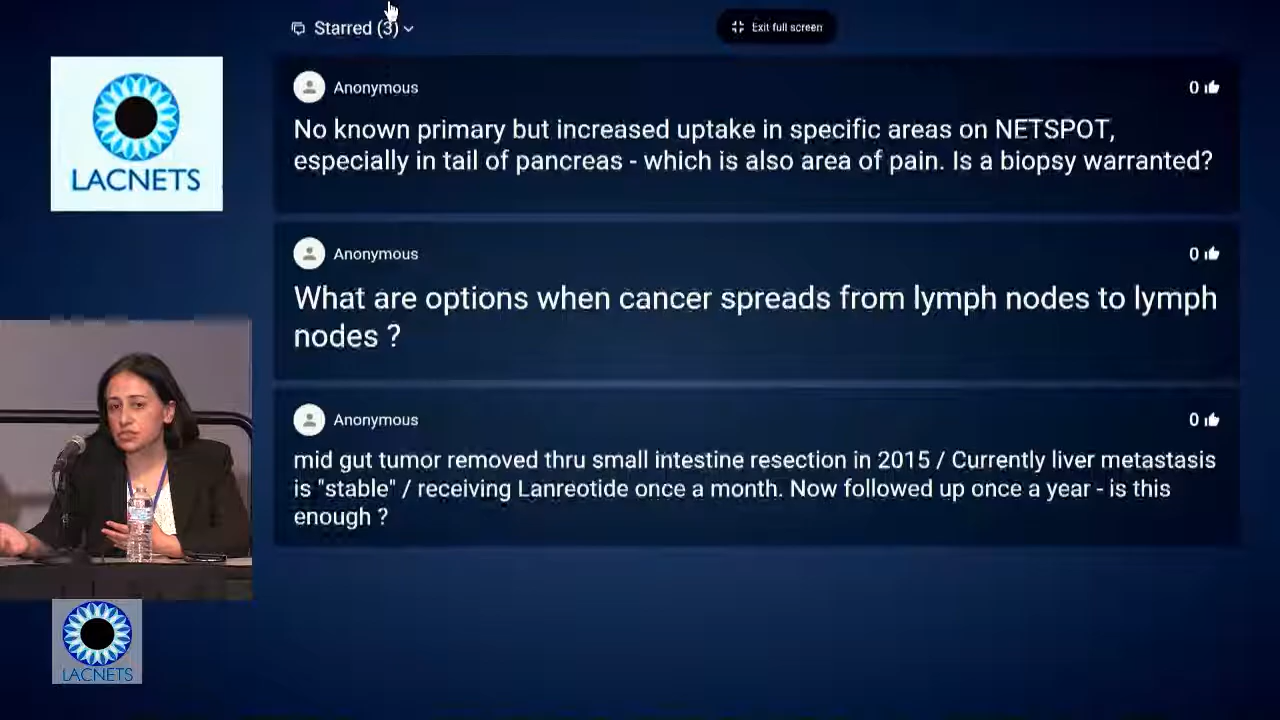 Starred (3)
Exit full screen
LACNETS
Anonymous
0
No known primary but increased uptake in specific areas on NETSPOT,
especially in tail of pancreas - which is also area of pain. Is a biopsy warranted?
Anonymous
0
What are options when cancer spreads from lymph nodes to lymph
nodes ?
Anonymous
0
mid gut tumor removed thru small intestine resection in 2015 / Currently liver metastasis
is "stable" / receiving Lanreotide once a month. Now followed up once a year - is this
enough ?
LACNETS